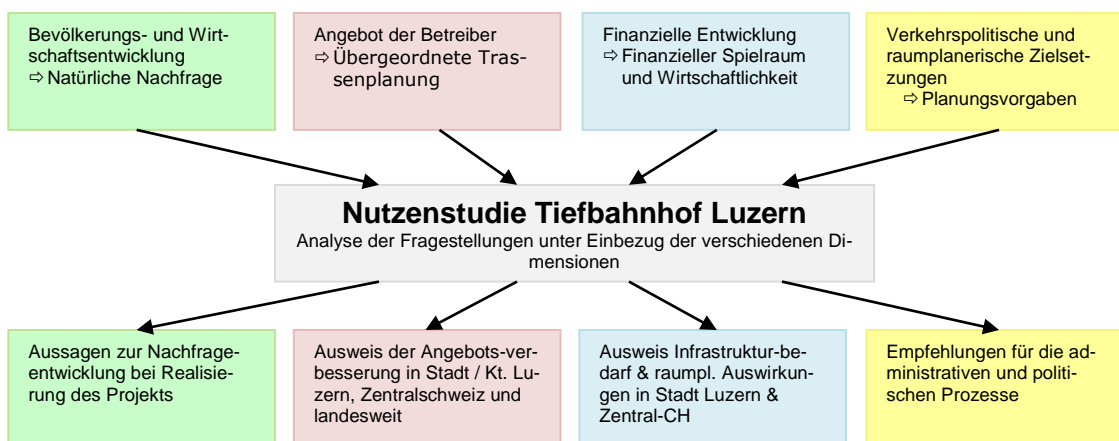 Bevölkerungs- und Wirt-
schaftsentwicklung
⇨ Natürliche Nachfrage
Angebot der Betreiber
⇨ Übergeordnete Tras-
senplanung
Finanzielle Entwicklung
⇨ Finanzieller Spielraum
und Wirtschaftlichkeit
Verkehrspolitische und
raumplanerische Zielset-
zungen
⇨ Planungsvorgaben
Nutzenstudie Tiefbahnhof Luzern
Analyse der Fragestellungen unter Einbezug der verschiedenen Di-
mensionen
Aussagen zur Nachfrage-
entwicklung bei Realisie-
rung des Projekts
Ausweis der Angebots-ver-
besserung in Stadt / Kt. Lu-
zern, Zentralschweiz und
landesweit
Ausweis Infrastruktur-be-
darf & raumpl. Auswirkun-
gen in Stadt Luzern &
Zentral-CH
Empfehlungen für die ad-
ministrativen und politi-
schen Prozesse